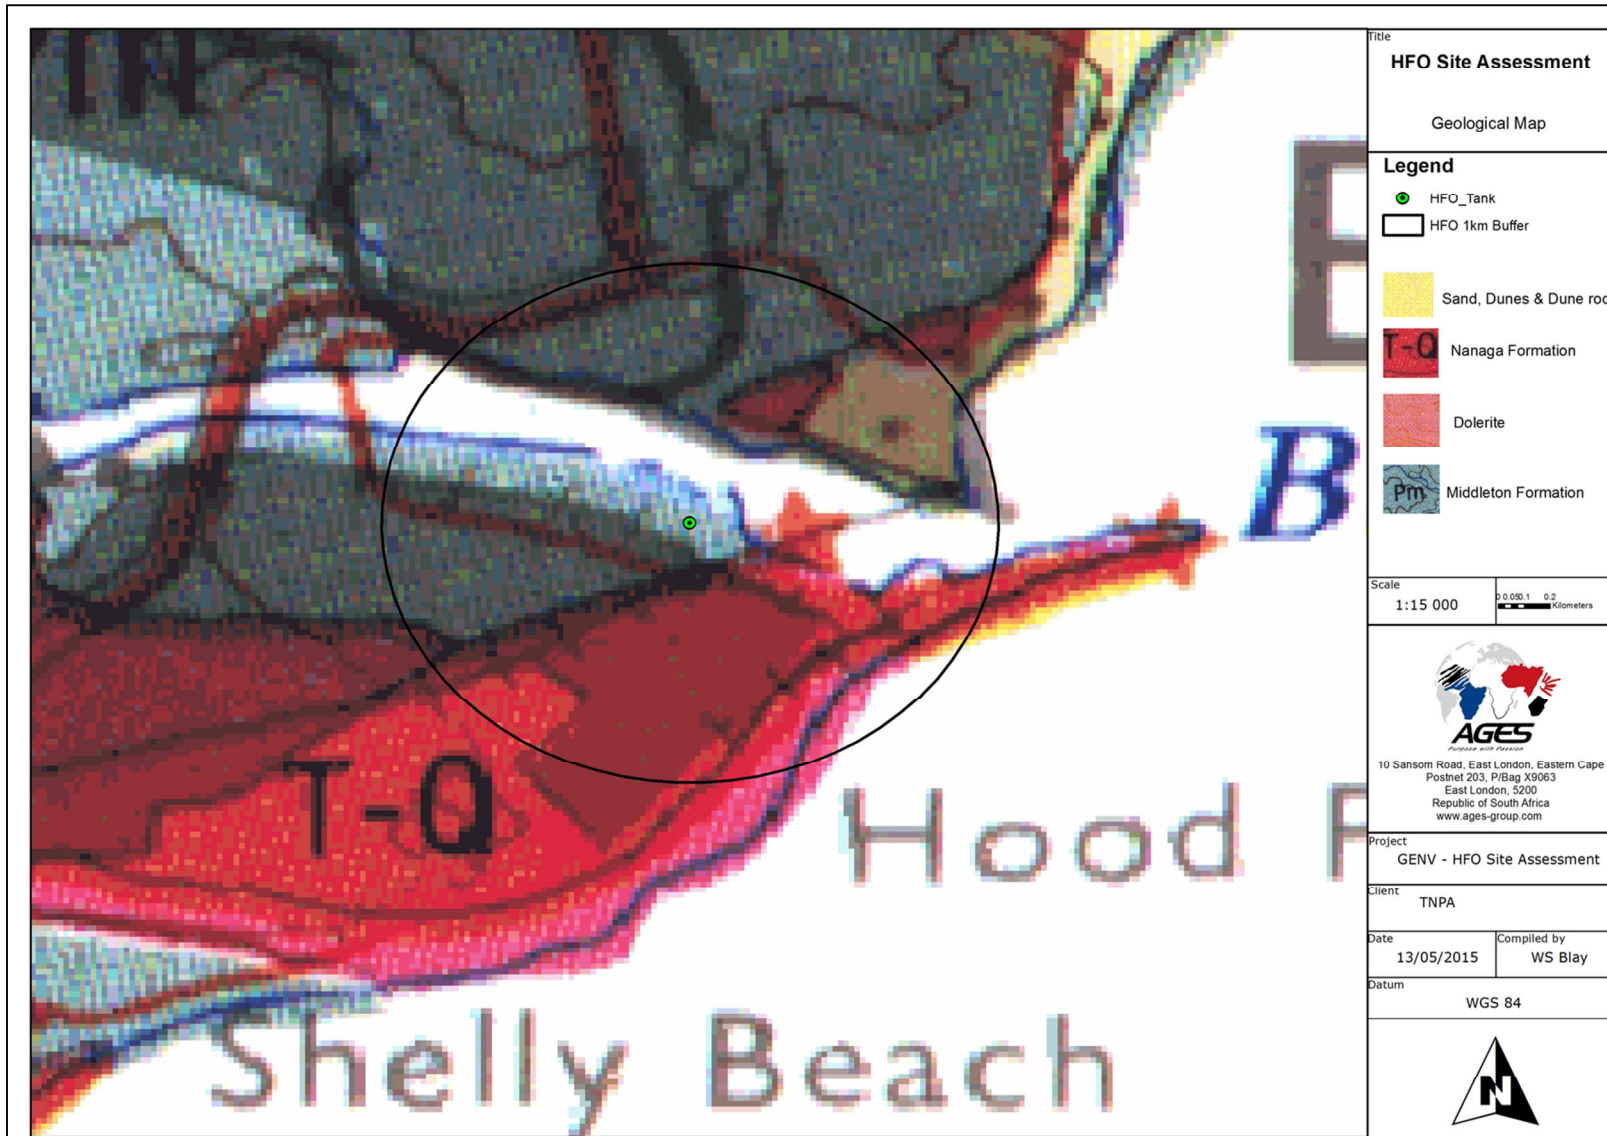 Title
HFO Site Assessment
Geological Map
Legend
HFO_Tank
HFO 1km Buffer
Sand, Dunes & Dune roc
T-Q
Nanaga Formation
Dolerite
Pm
Middleton Formation
Scale
1:15 000
0 0.050.1 0.2
Kilometers
AGES
Purpose with Passion
10 Sansom Road, East London, Eastern Cape
Postnet 203, P/Bag X9063
East London, 5200
Republic of South Africa
www.ages-group.com
Project
GENV - HFO Site Assessment
Client
TNPA
Date
13/05/2015
Compiled by
WS Blay
Datum
WGS 84
N
E
B
T-Q
Hood P
Shelly Beach